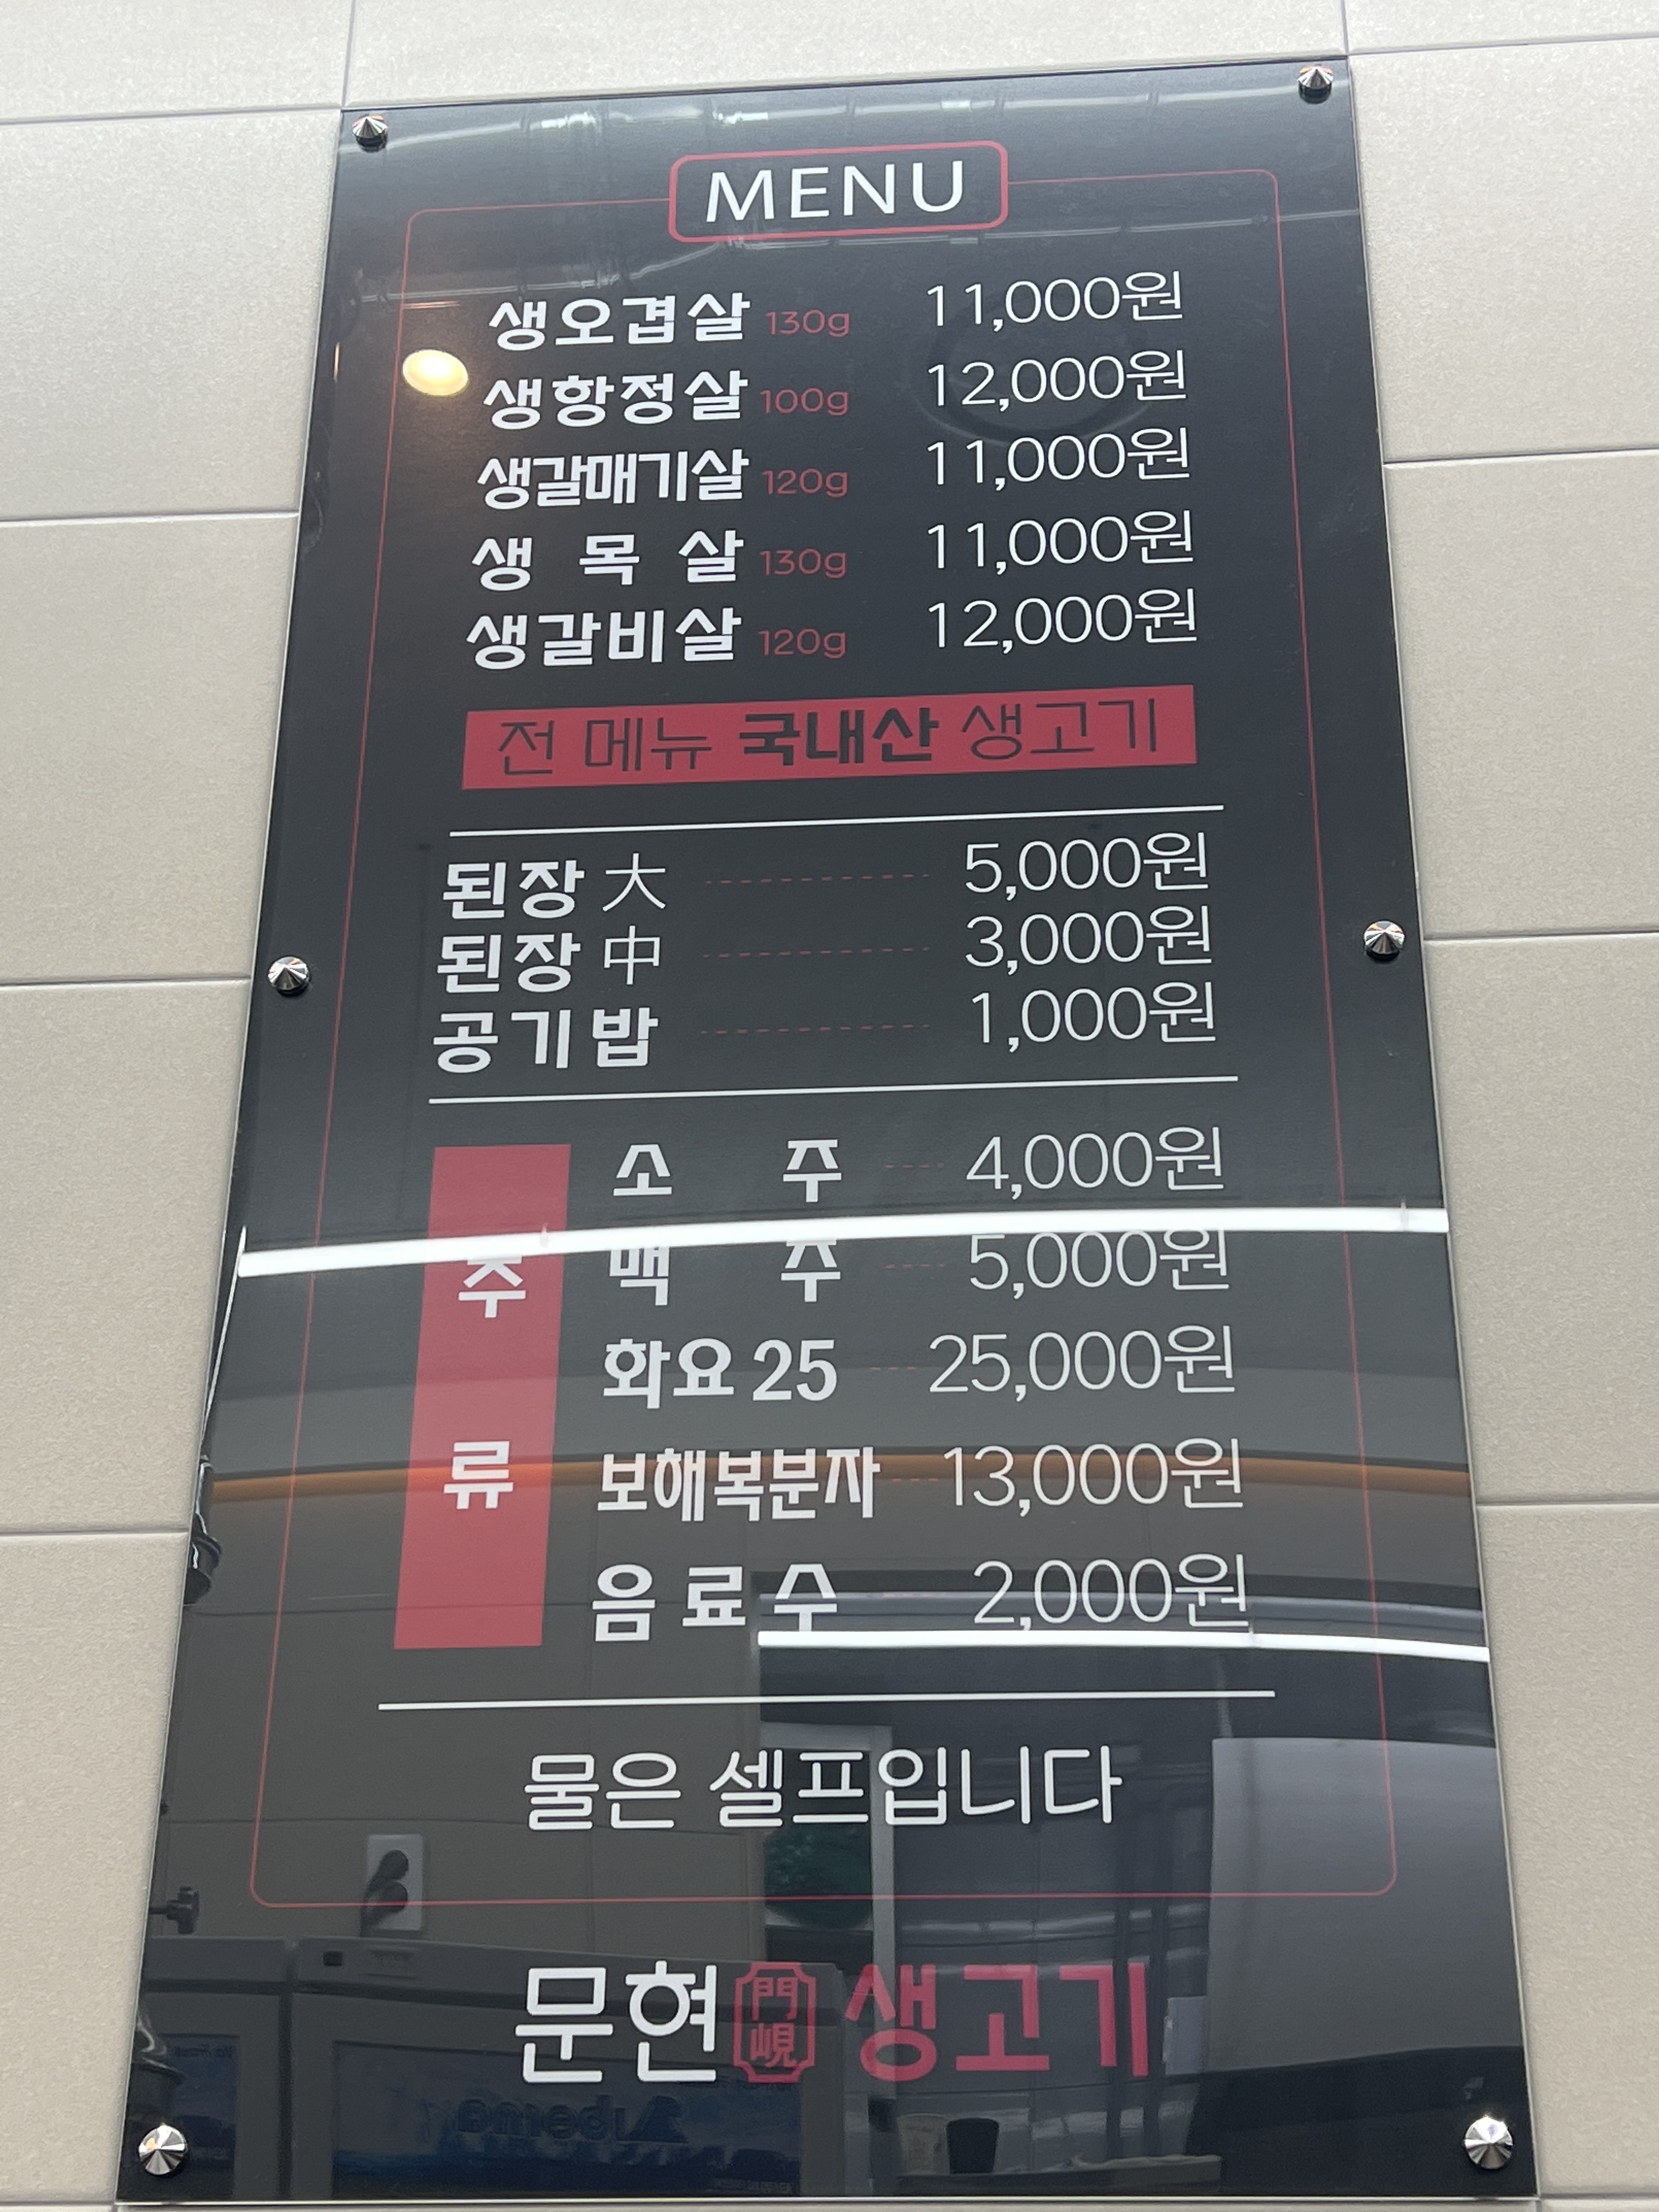 MENU
생오겹살 130g 11,000원
생항정살 100g 12,000원
생갈매기살 120g 11,000원
생 목 살 130g 11,000원
생갈비살 120g 12,000원
전 메뉴 국내산 생고기
된장 大 5,000원
된장 中 3,000원
공기밥 1,000원
주류
소 주 4,000원
맥 주 5,000원
화요 25 25,000원
보해복분자 13,000원
음료수 2,000원
물은 셀프입니다
문현 門峴 생고기